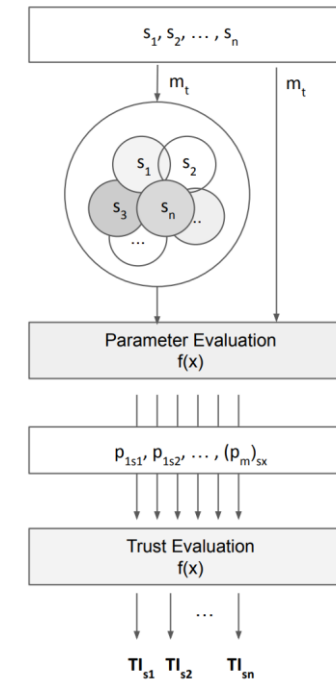 s1, s2, ... , sn
mt
mt
s1
s2
s3
sn
..
...
Parameter Evaluation
f(x)
p1s1, p1s2, ... , (pm)sx
Trust Evaluation
f(x)
...
TIs1 TIs2 TIsn